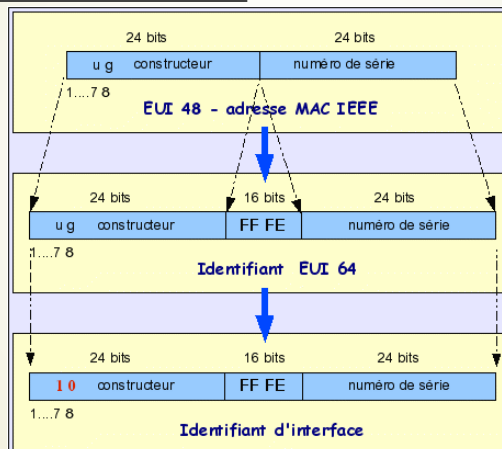 24 bits 24 bits
u g constructeur numéro de série
1....7 8
EUI 48 - adresse MAC IEEE
24 bits 16 bits 24 bits
u g constructeur FF FE numéro de série
1....7 8
Identifiant EUI 64
24 bits 16 bits 24 bits
1 0 constructeur FF FE numéro de série
1....7 8
Identifiant d'interface